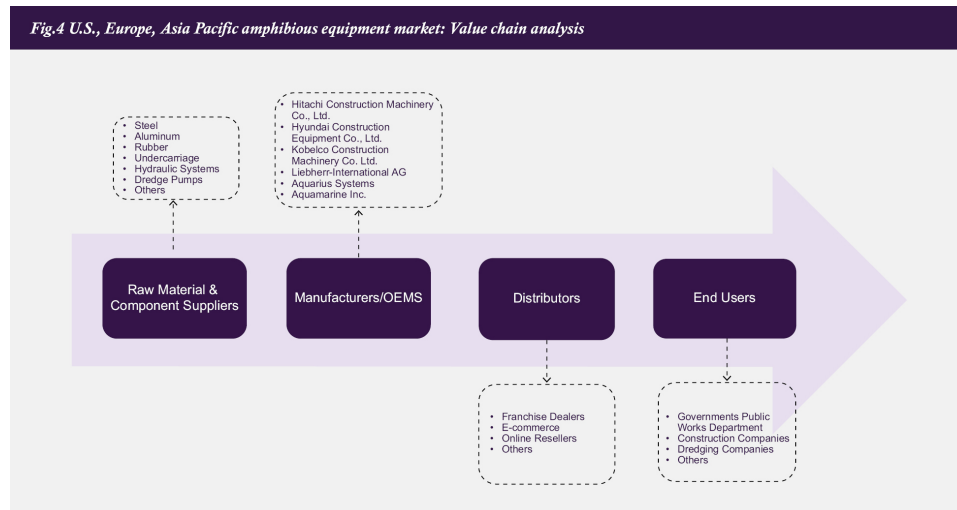 Fig.4 U.S., Europe, Asia Pacific amphibious equipment market: Value chain analysis
• Steel
• Aluminum
• Rubber
• Undercarriage
• Hydraulic Systems
• Dredge Pumps
• Others
• Hitachi Construction Machinery
Co., Ltd.
• Hyundai Construction
Equipment Co., Ltd.
• Kobelco Construction
Machinery Co. Ltd.
• Liebherr-International AG
• Aquarius Systems
• Aquamarine Inc.
Raw Material &
Component Suppliers
Manufacturers/OEMS
Distributors
End Users
• Franchise Dealers
• E-commerce
• Online Resellers
• Others
• Governments Public
Works Department
• Construction Companies
• Dredging Companies
• Others